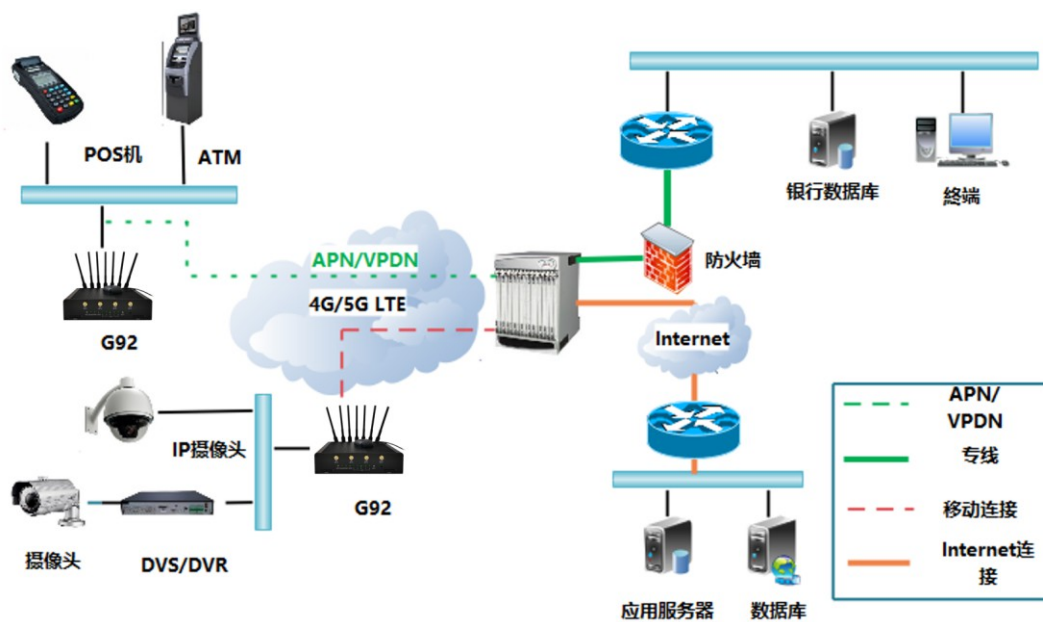 POS机
ATM
银行数据库
終端
APN/VPDN
防火墙
4G/5G LTE
G92
Internet
IP摄像头
G92
摄像头
DVS/DVR
应用服务器
数据库
APN/
VPDN
专线
移动连接
Internet连
接